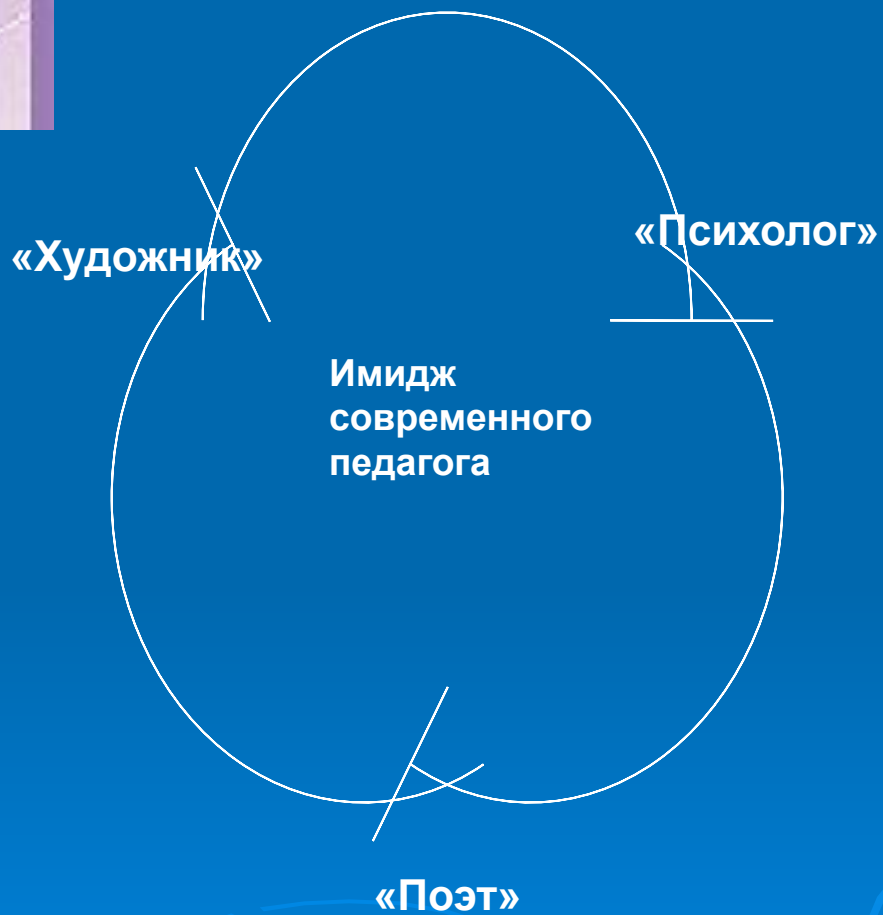 «Психолог»
«Художник»
Имидж
современного
педагога
«Поэт»